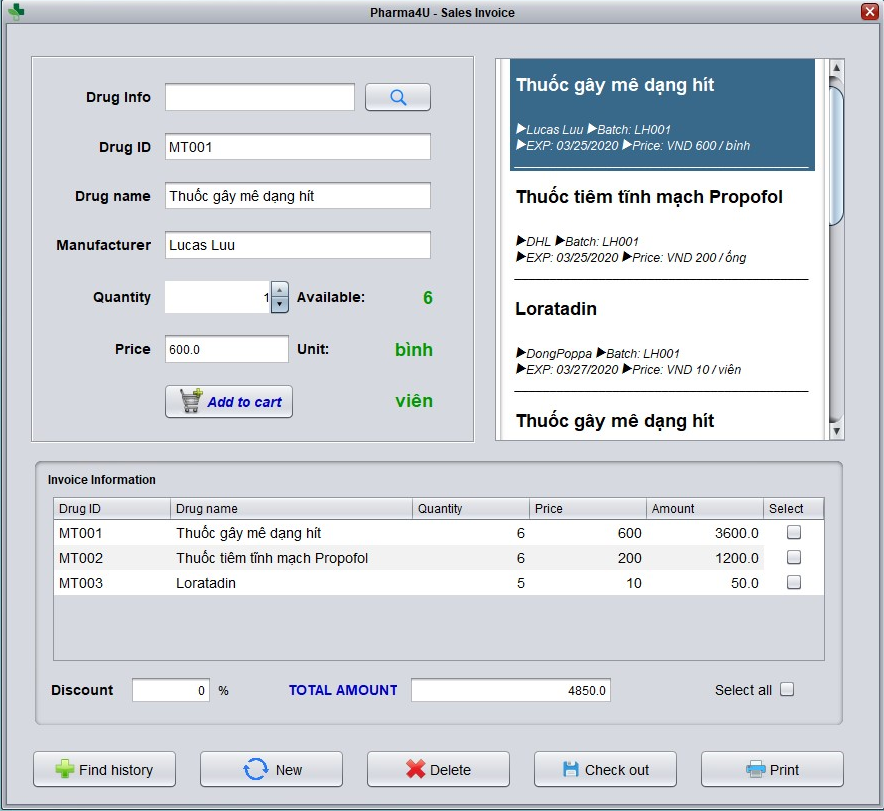 Pharma4U - Sales Invoice
Drug Info
Drug ID MT001
Drug name Thuốc gây mê dạng hít
Manufacturer Lucas Luu
Quantity 1 Available: 6
Price 600.0 Unit: bình
Add to cart viên
Thuốc gây mê dạng hít
▶Lucas Luu ▶Batch: LH001
▶EXP: 03/25/2020 ▶Price: VND 600 / bình
Thuốc tiêm tĩnh mạch Propofol
▶DHL ▶Batch: LH001
▶EXP: 03/25/2020 ▶Price: VND 200 / ống
Loratadin
▶DongPoppa ▶Batch: LH001
▶EXP: 03/27/2020 ▶Price: VND 10 / viên
Thuốc gây mê dạng hít
Invoice Information
Drug ID Drug name Quantity Price Amount Select
MT001 Thuốc gây mê dạng hít 6 600 3600.0
MT002 Thuốc tiêm tĩnh mạch Propofol 6 200 1200.0
MT003 Loratadin 5 10 50.0
Discount 0 % TOTAL AMOUNT 4850.0 Select all
Find history New Delete Check out Print